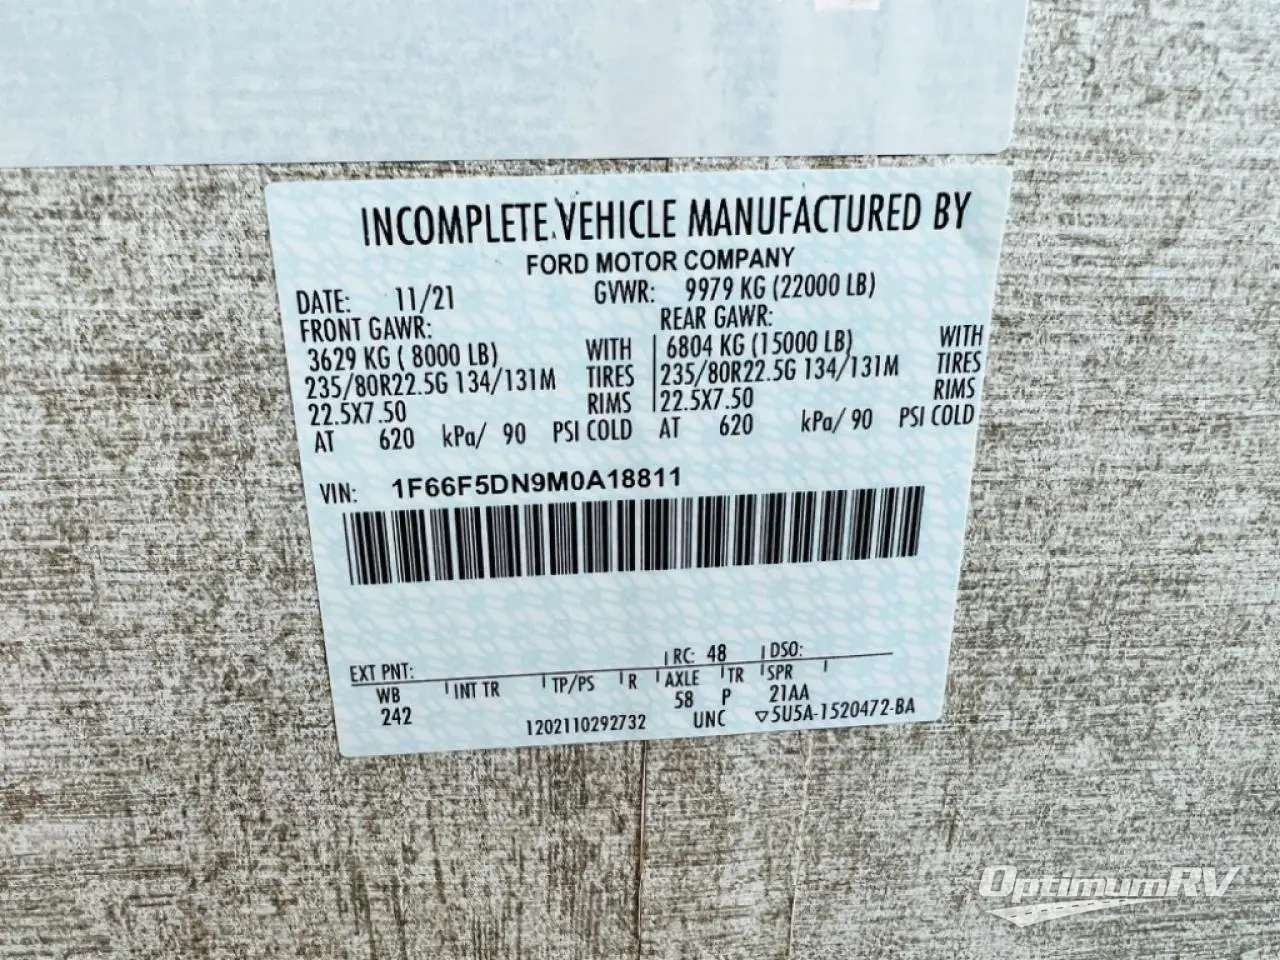 INCOMPLETE VEHICLE MANUFACTURED BY
FORD MOTOR COMPANY
DATE: 11/21 GVWR: 9979 KG (22000 LB)
FRONT GAWR: REAR GAWR:
3629 KG ( 8000 LB) WITH 6804 KG (15000 LB) WITH
235/80R22.5G 134/131M TIRES 235/80R22.5G 134/131M TIRES
22.5X7.50 RIMS 22.5X7.50 RIMS
AT 620 kPa/ 90 PSI COLD AT 620 kPa/ 90 PSI COLD
VIN: 1F66F5DN9M0A18811
EXT PNT: RC: 48 DSO:
WB INT TR TP/PS R AXLE TR SPR
242 58 P 21AA
1202110292732 UNC ▽5U5A-1520472-BA
OptimumRV